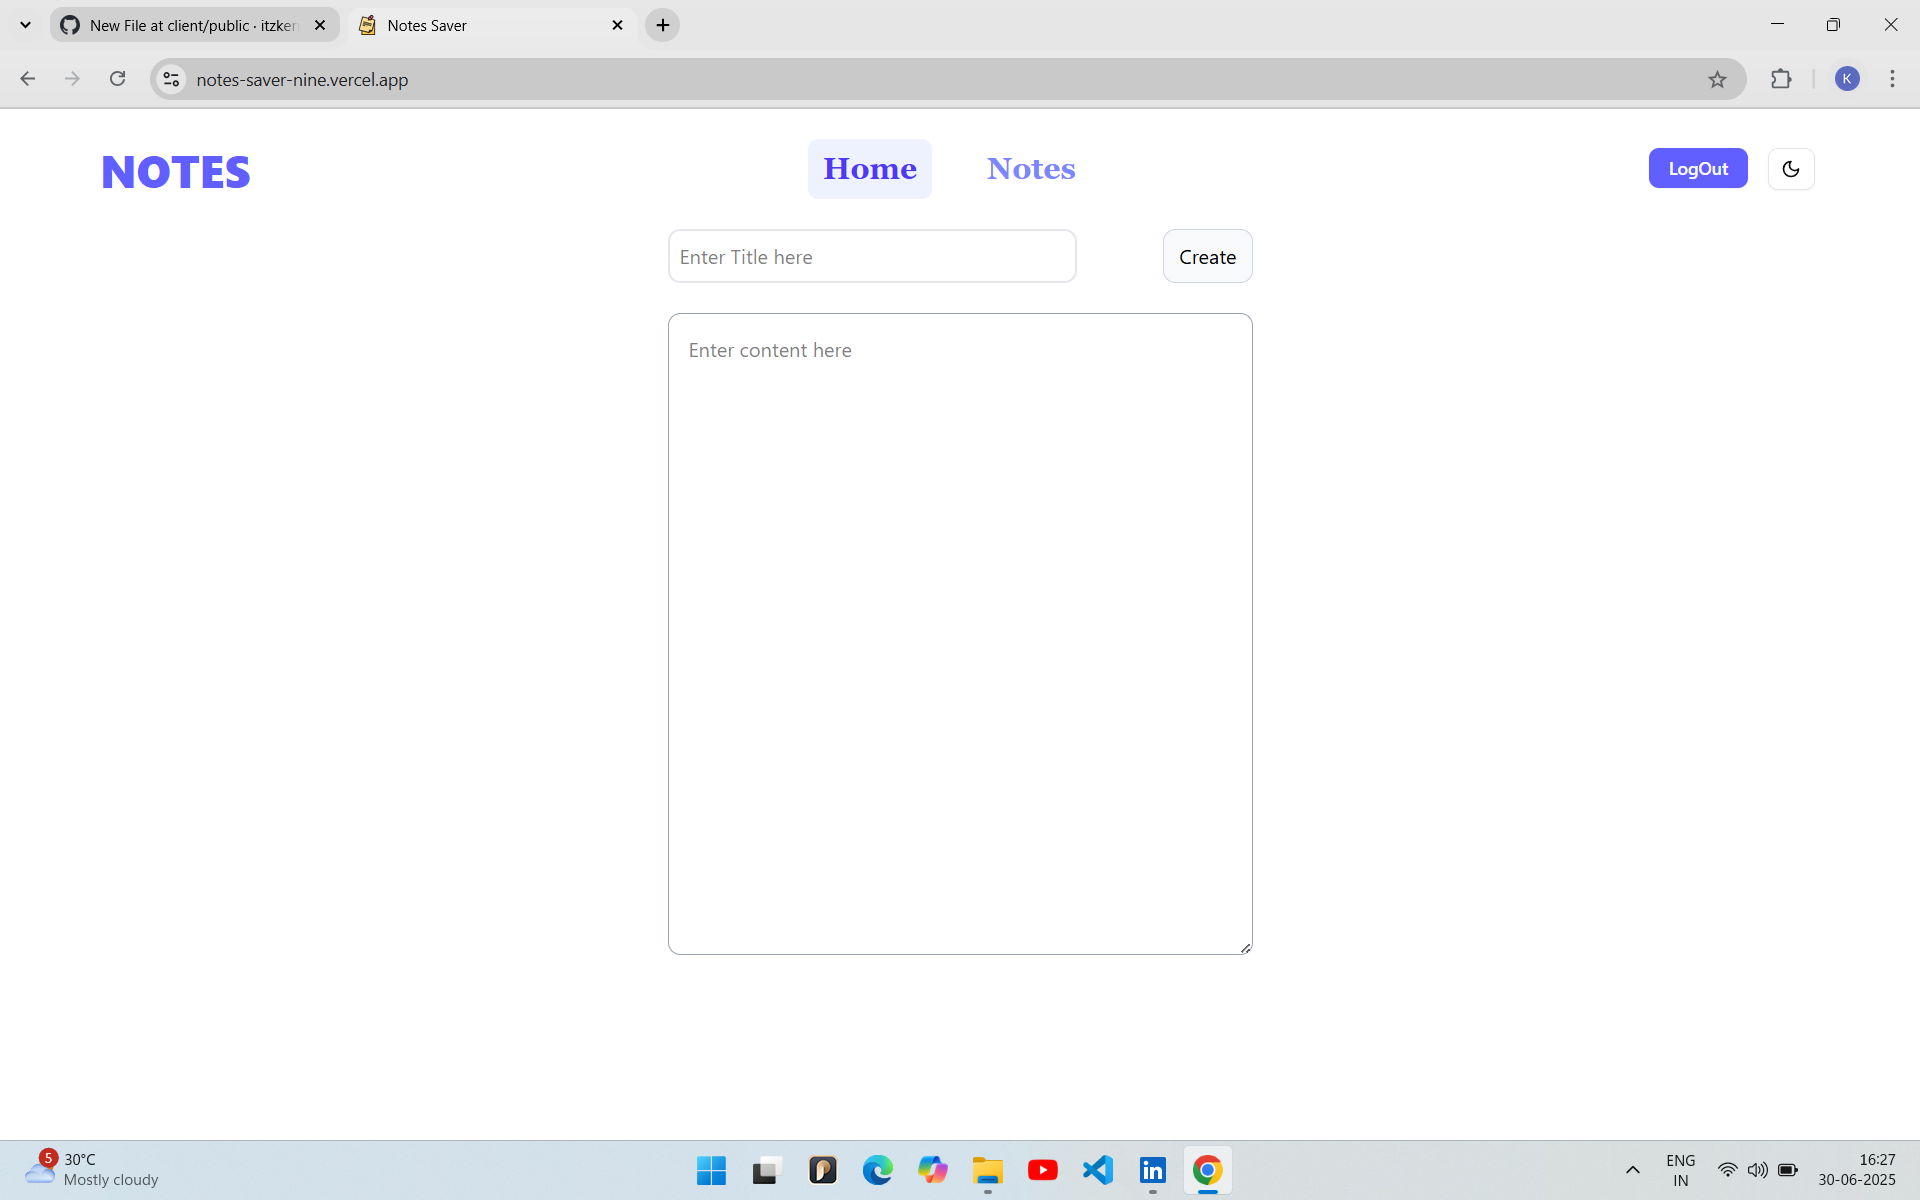 New File at client/public · itzker
Notes Saver
notes-saver-nine.vercel.app
K
NOTES
Home
Notes
LogOut
Enter Title here
Create
Enter content here
5
30°C
Mostly cloudy
in
ENG
IN
16:27
30-06-2025